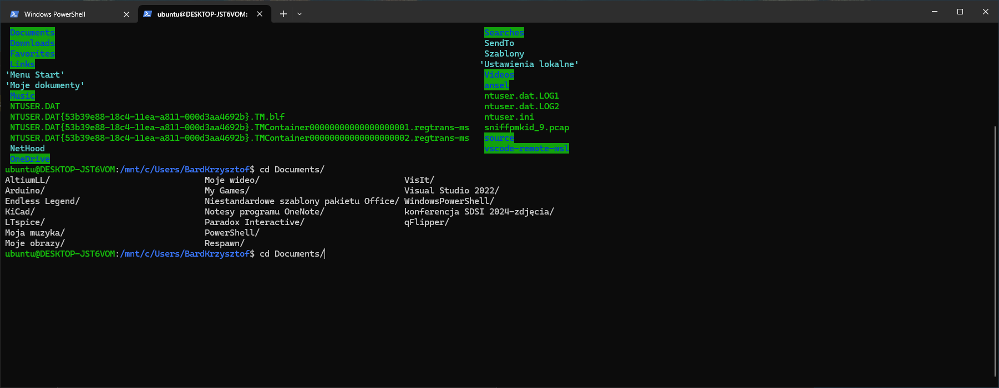 Windows PowerShell
ubuntu@DESKTOP-JST6VOM:
Documents Searches
Downloads SendTo
Favorites Szablony
Links 'Ustawienia lokalne'
'Menu Start' Videos
'Moje dokumenty' ansel
Music ntuser.dat.LOG1
NTUSER.DAT ntuser.dat.LOG2
NTUSER.DAT{53b39e88-18c4-11ea-a811-000d3aa4692b}.TM.blf ntuser.ini
NTUSER.DAT{53b39e88-18c4-11ea-a811-000d3aa4692b}.TMContainer00000000000000000001.regtrans-ms sniffpmkid_9.pcap
NTUSER.DAT{53b39e88-18c4-11ea-a811-000d3aa4692b}.TMContainer00000000000000000002.regtrans-ms source
NetHood vscode-remote-wsl
OneDrive
ubuntu@DESKTOP-JST6VOM:/mnt/c/Users/BardKrzysztof$ cd Documents/
AltiumLL/ Moje wideo/ VisIt/
Arduino/ My Games/ Visual Studio 2022/
Endless Legend/ Niestandardowe szablony pakietu Office/ WindowsPowerShell/
KiCad/ Notesy programu OneNote/ konferencja SDSI 2024-zdjęcia/
LTspice/ Paradox Interactive/ qFlipper/
Moja muzyka/ PowerShell/
Moje obrazy/ Respawn/
ubuntu@DESKTOP-JST6VOM:/mnt/c/Users/BardKrzysztof$ cd Documents/